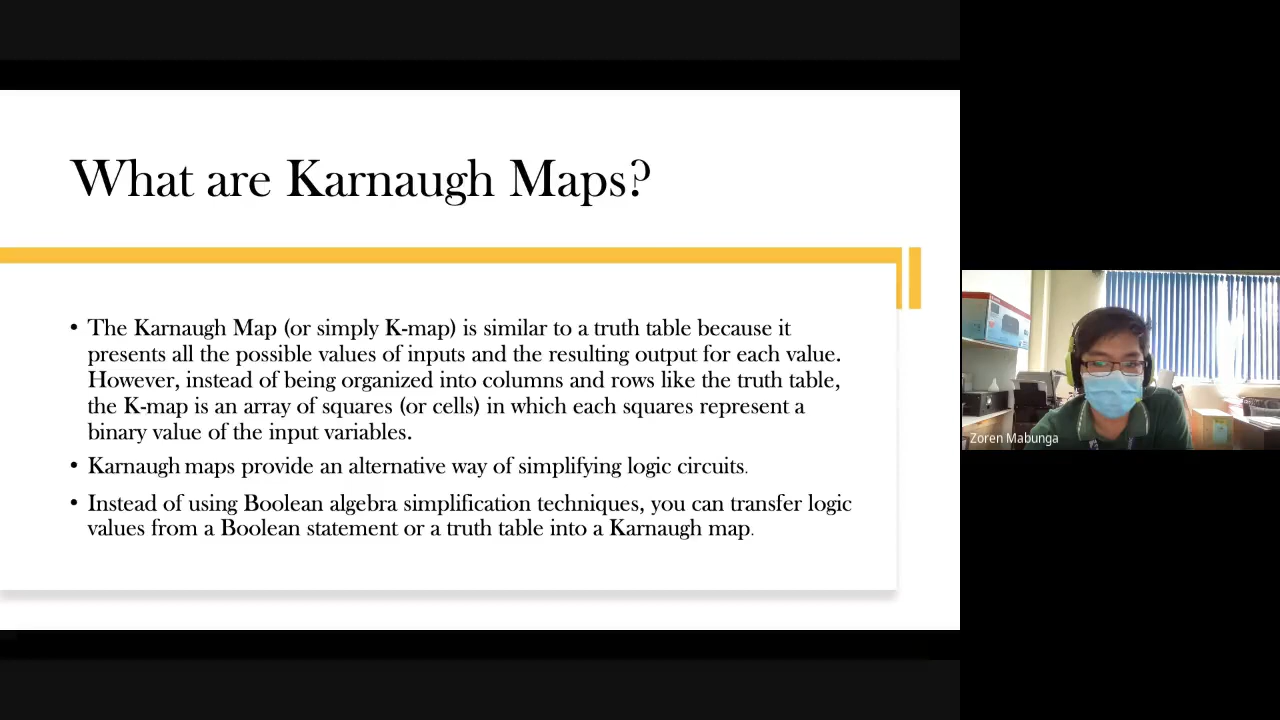 What are Karnaugh Maps?
• The Karnaugh Map (or simply K-map) is similar to a truth table because it
presents all the possible values of inputs and the resulting output for each value.
However, instead of being organized into columns and rows like the truth table,
the K-map is an array of squares (or cells) in which each squares represent a
binary value of the input variables.
• Karnaugh maps provide an alternative way of simplifying logic circuits.
• Instead of using Boolean algebra simplification techniques, you can transfer logic
values from a Boolean statement or a truth table into a Karnaugh map.
Zoren Mabunga